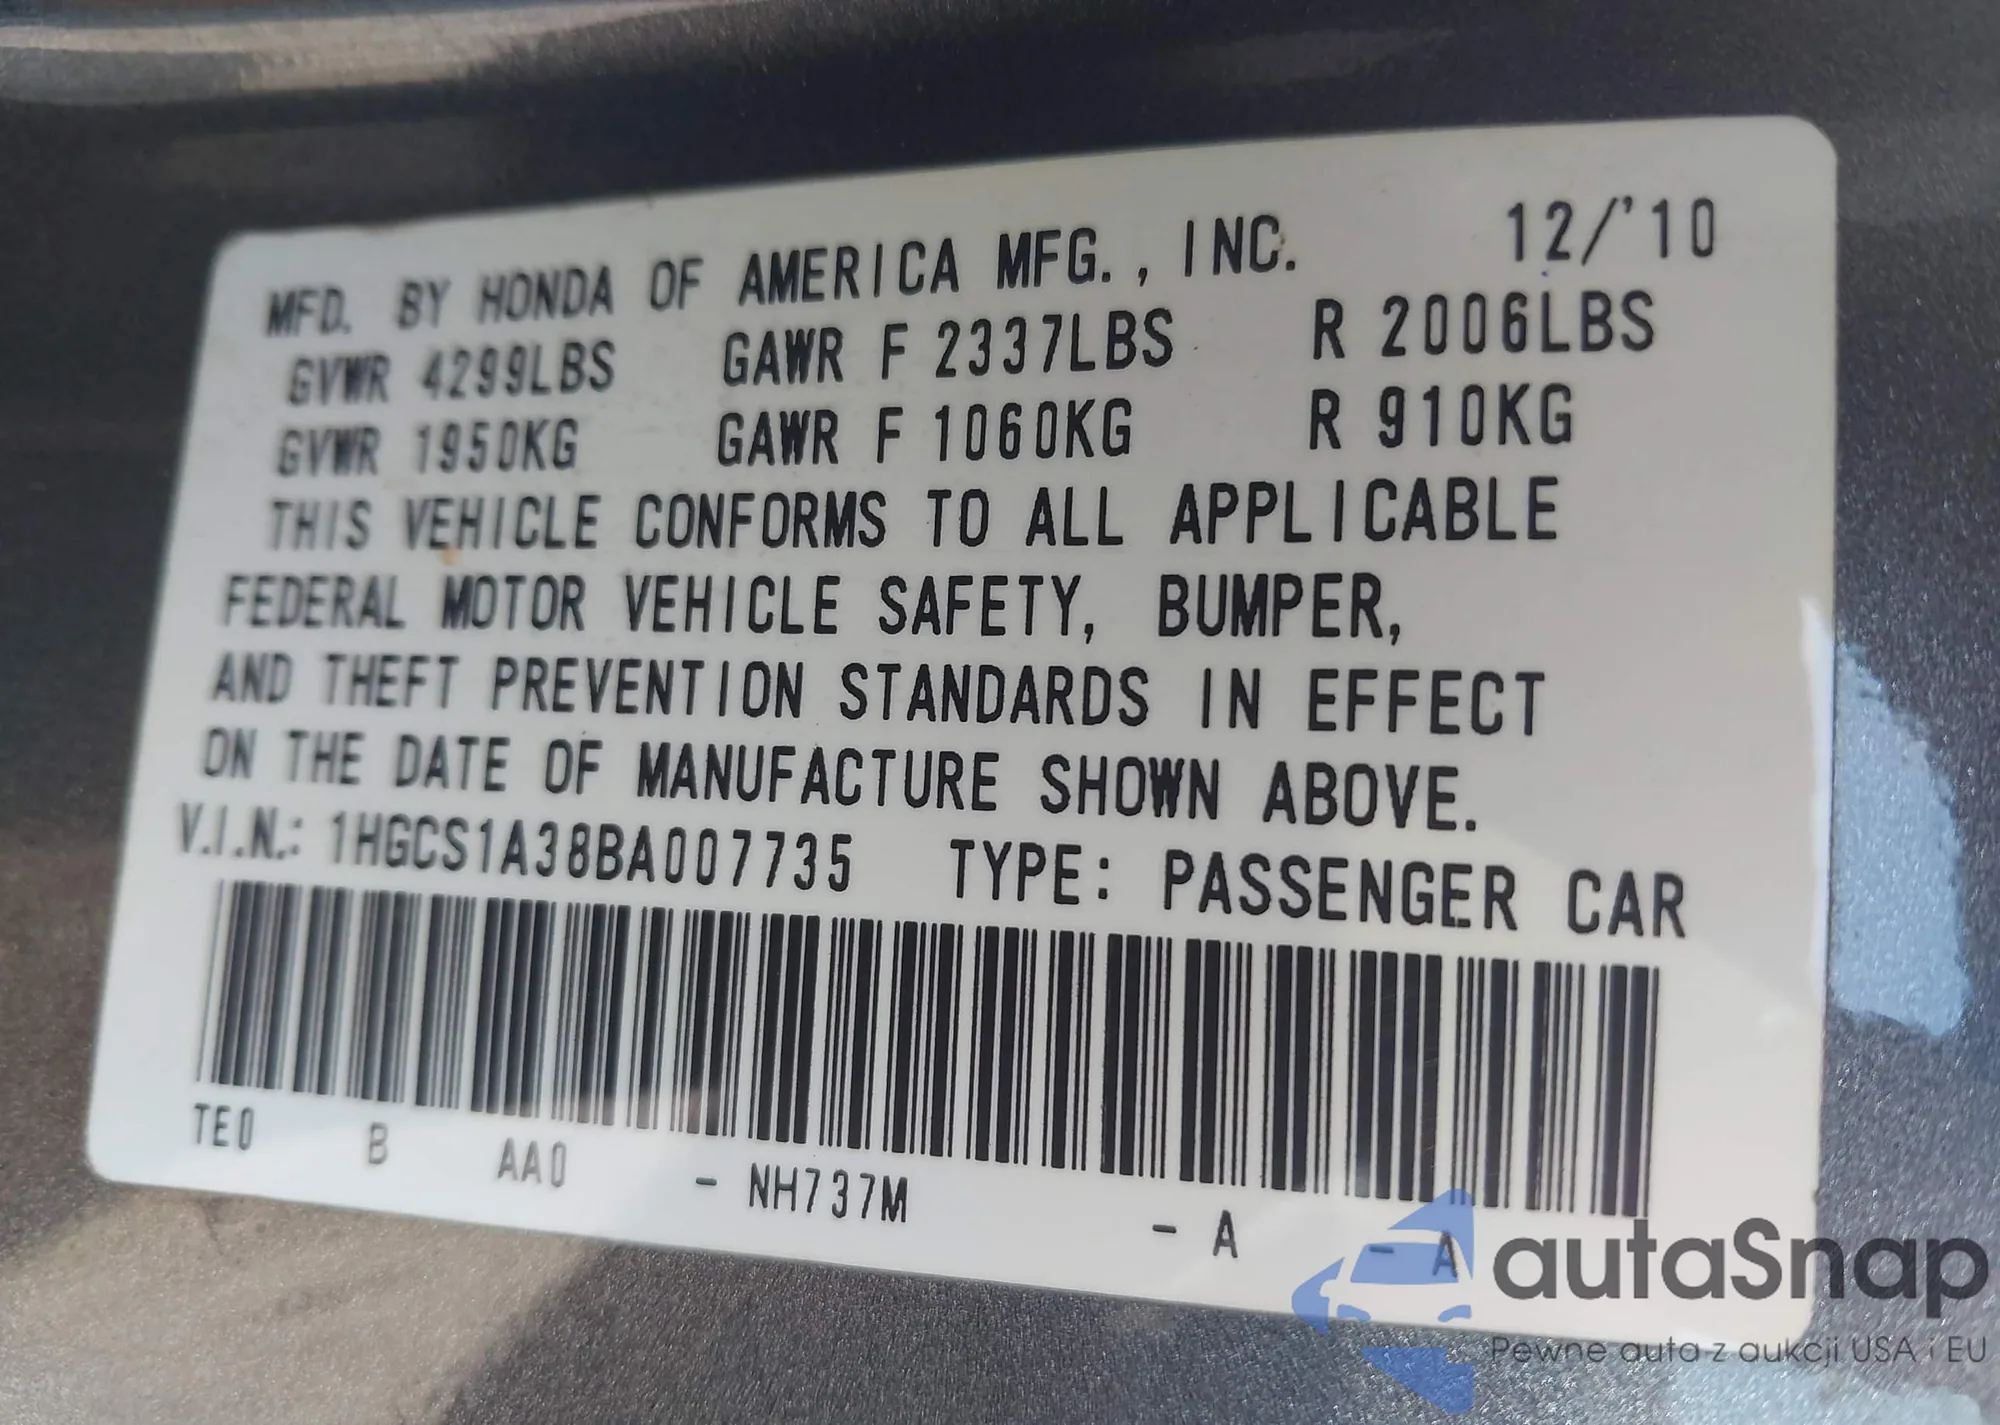 MFD. BY HONDA OF AMERICA MFG., INC. 12/'10
GVWR 4299LBS GAWR F 2337LBS R 2006LBS
GVWR 1950KG GAWR F 1060KG R 910KG
THIS VEHICLE CONFORMS TO ALL APPLICABLE
FEDERAL MOTOR VEHICLE SAFETY, BUMPER,
AND THEFT PREVENTION STANDARDS IN EFFECT
ON THE DATE OF MANUFACTURE SHOWN ABOVE.
V.I.N.: 1HGCS1A38BA007735 TYPE: PASSENGER CAR
TE0 B AA0 - NH737M - A - A
autaSnap
Pewne auta z aukcji USA i EU